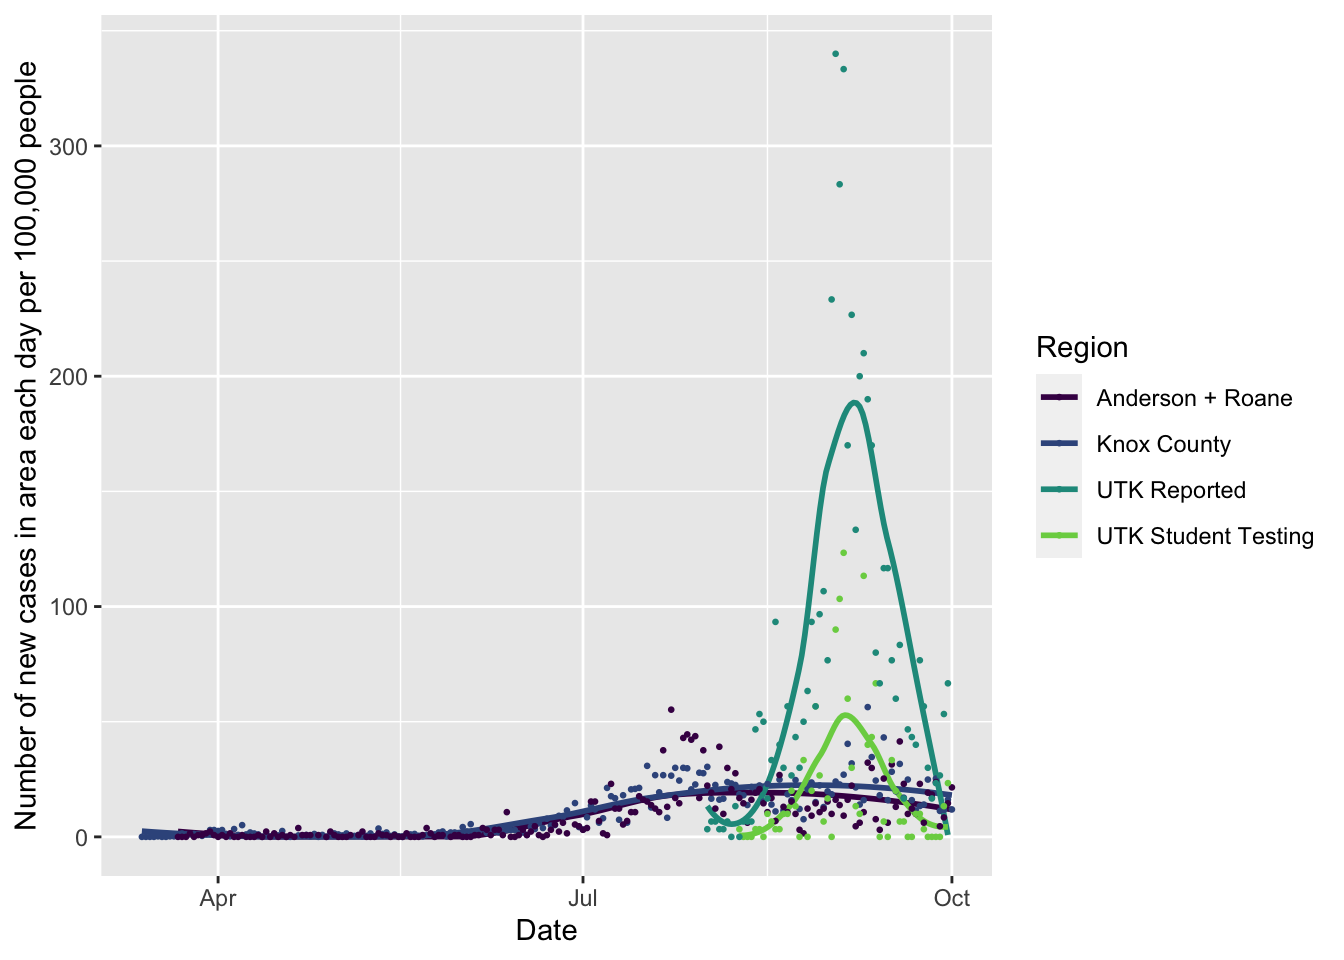 Number of new cases in area each day per 100,000 people
300
200
100
0
Apr
Jul
Oct
Date
Region
Anderson + Roane
Knox County
UTK Reported
UTK Student Testing